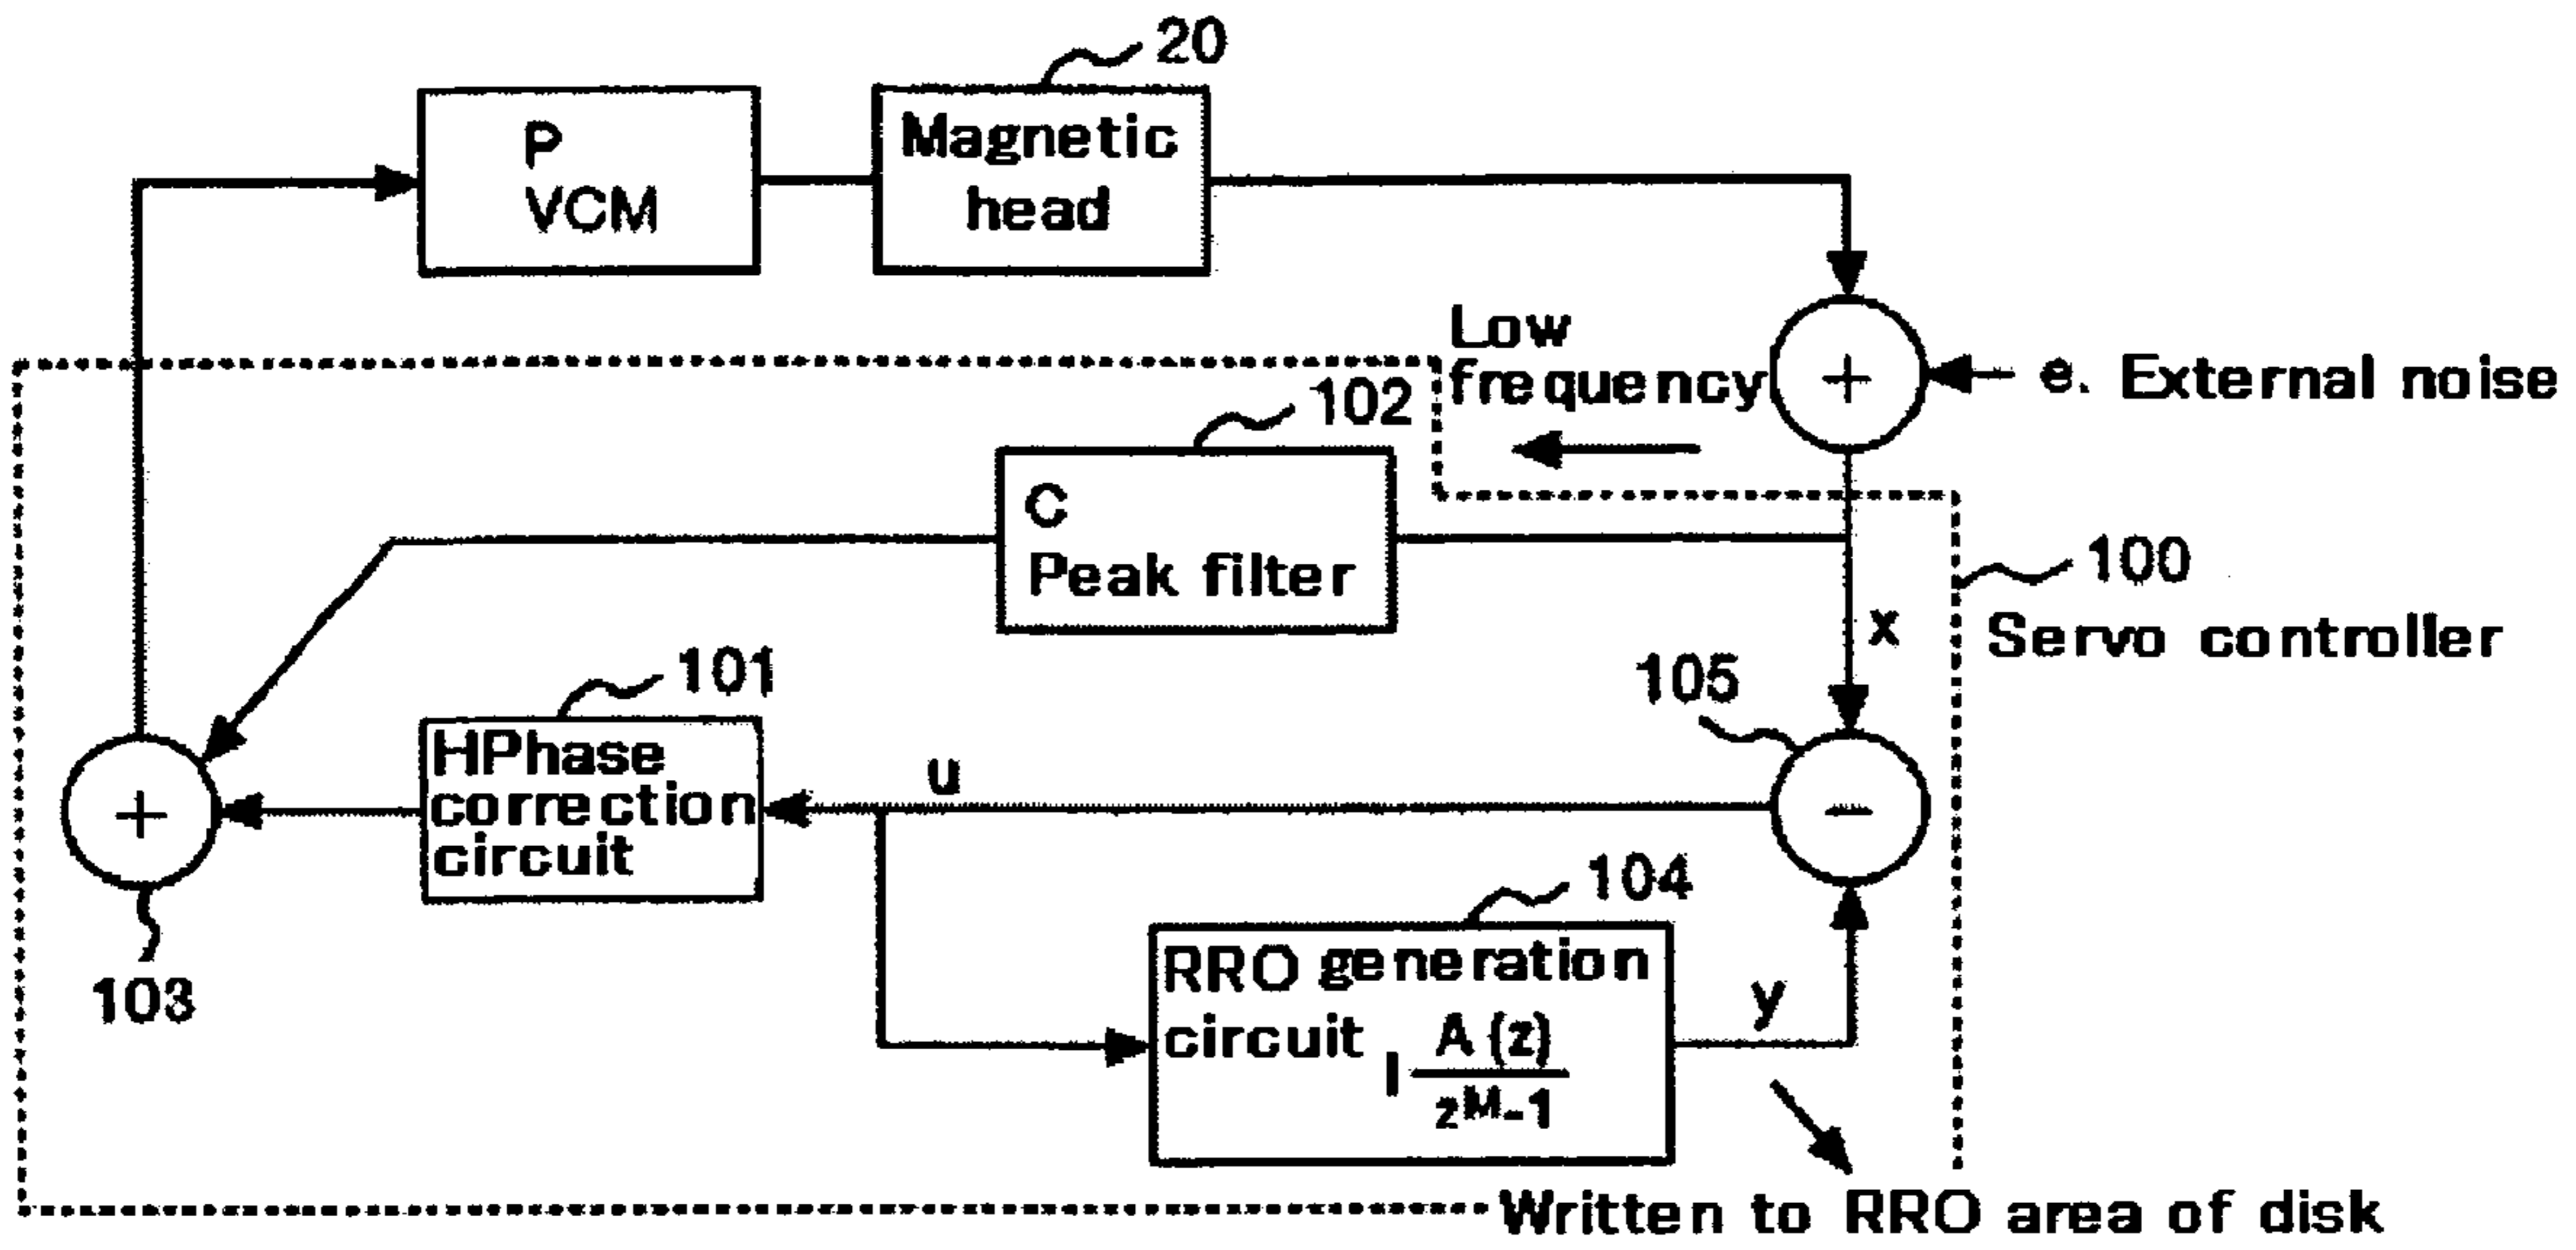 20
P
VCM
Magnetic
head
Low
frequency
+
e. External noise
102
C
Peak filter
100
Servo controller
x
101
105
HPhase
correction
circuit
u
+
-
103
104
RRO generation
circuit I A(z)
z^M-1
y
Written to RRO area of disk